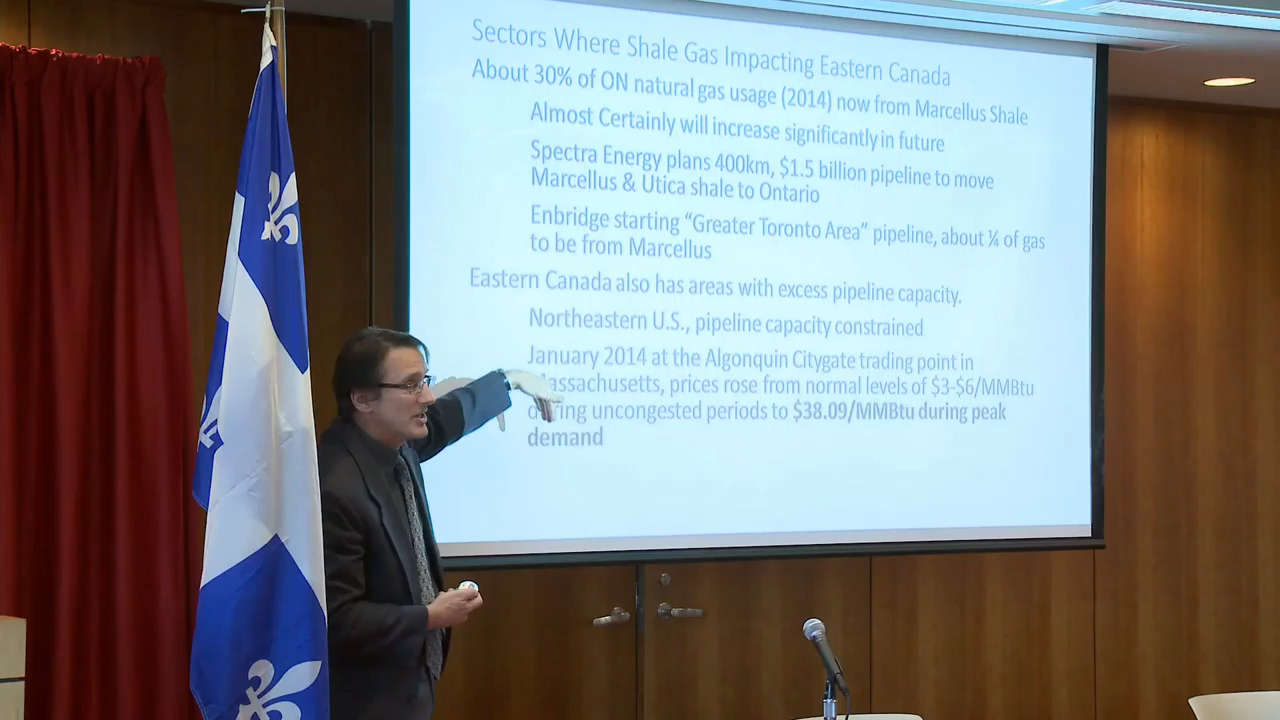 Sectors Where Shale Gas Impacting Eastern Canada
About 30% of ON natural gas usage (2014) now from Marcellus Shale
Almost Certainly will increase significantly in future
Spectra Energy plans 400km, $1.5 billion pipeline to move
Marcellus & Utica shale to Ontario
Enbridge starting “Greater Toronto Area” pipeline, about ¼ of gas
to be from Marcellus
Eastern Canada also has areas with excess pipeline capacity.
Northeastern U.S., pipeline capacity constrained
January 2014 at the Algonquin Citygate trading point in
assachusetts, prices rose from normal levels of $3-$6/MMBtu
during uncongested periods to $38.09/MMBtu during peak
demand